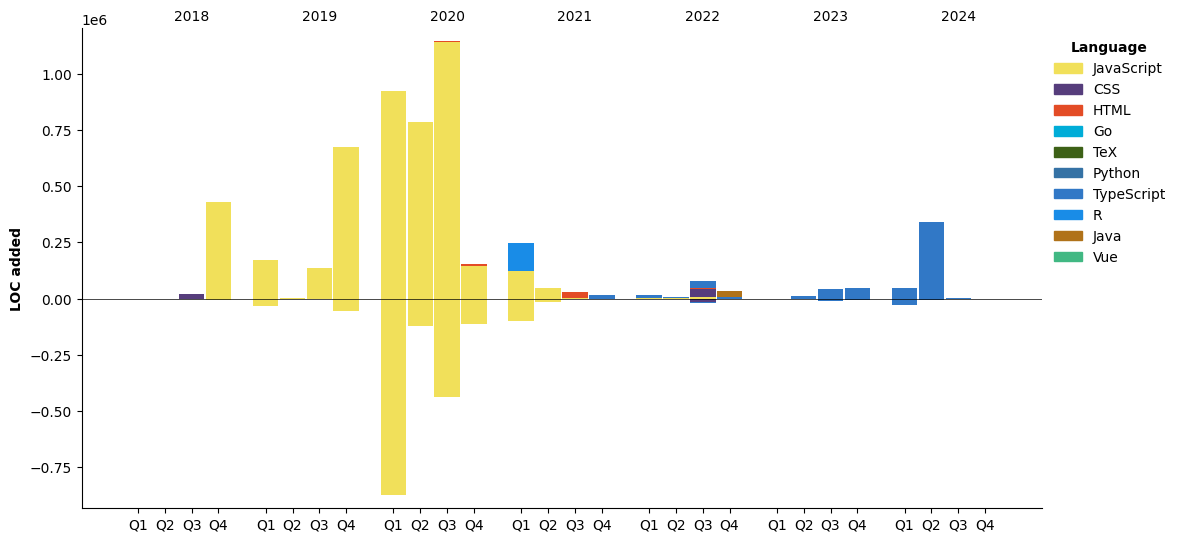 2018 2019 2020 2021 2022 2023 2024
1e6
1.00
0.75
0.50
0.25
0.00
−0.25
−0.50
−0.75
LOC added
Q1 Q2 Q3 Q4 Q1 Q2 Q3 Q4 Q1 Q2 Q3 Q4 Q1 Q2 Q3 Q4 Q1 Q2 Q3 Q4 Q1 Q2 Q3 Q4 Q1 Q2 Q3 Q4
Language
JavaScript
CSS
HTML
Go
TeX
Python
TypeScript
R
Java
Vue